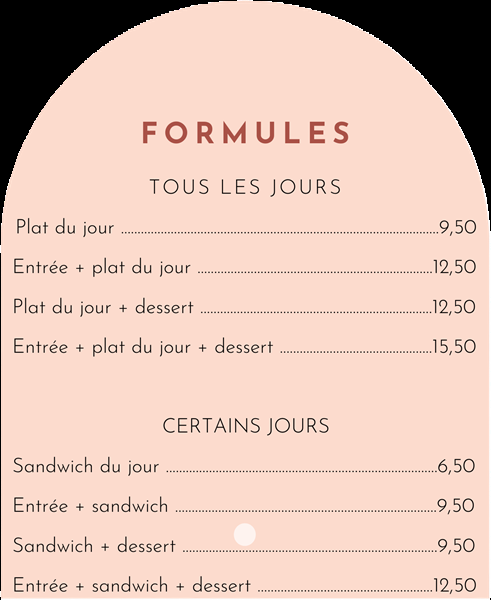 FORMULES
TOUS LES JOURS
Plat du jour ........................................................................9,50
Entrée + plat du jour ......................................................12,50
Plat du jour + dessert .....................................................12,50
Entrée + plat du jour + dessert ...................................15,50
CERTAINS JOURS
Sandwich du jour ..............................................................6,50
Entrée + sandwich ............................................................9,50
Sandwich + dessert ..........................................................9,50
Entrée + sandwich + dessert ........................................12,50